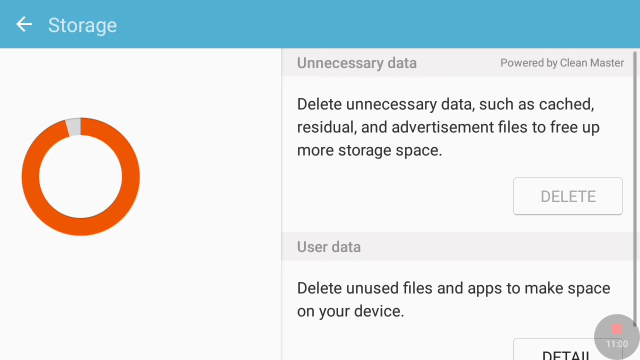 Storage
Unnecessary data
Powered by Clean Master
Delete unnecessary data, such as cached,
residual, and advertisement files to free up
more storage space.
DELETE
User data
Delete unused files and apps to make space
on your device.
11:00
DETAIL